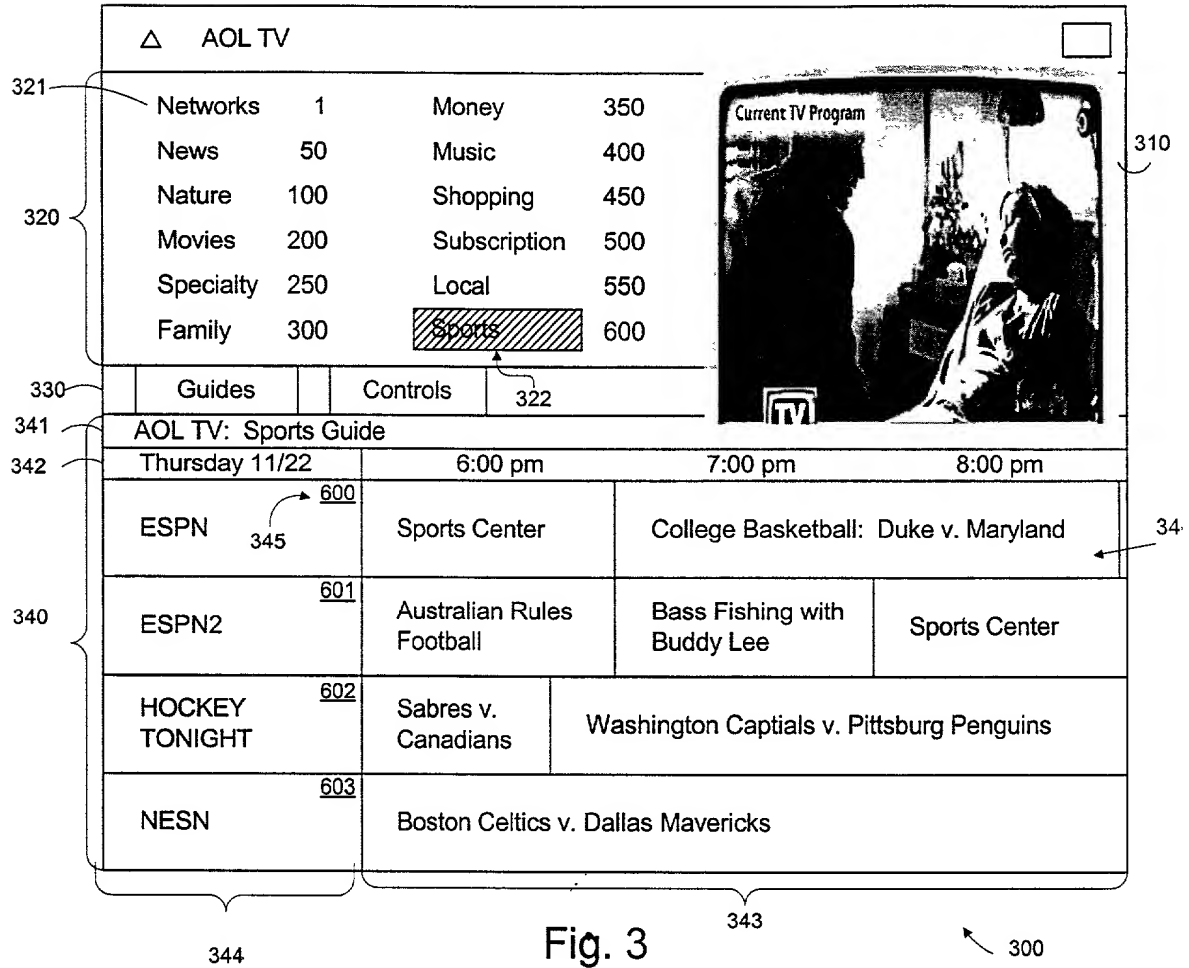 AOL TV
321
Networks 1 Money 350
Current TV Program
310
News 50 Music 400
Nature 100 Shopping 450
320
Movies 200 Subscription 500
Specialty 250 Local 550
Family 300 Sports 600
330 Guides Controls 322
TV
341 AOL TV: Sports Guide
342 Thursday 11/22 6:00 pm 7:00 pm 8:00 pm
600
ESPN 345 Sports Center College Basketball: Duke v. Maryland
34
340
601
ESPN2 Australian Rules Football Bass Fishing with Buddy Lee Sports Center
602
HOCKEY TONIGHT Sabres v. Canadians Washington Captials v. Pittsburg Penguins
603
NESN Boston Celtics v. Dallas Mavericks
344 343
Fig. 3 300